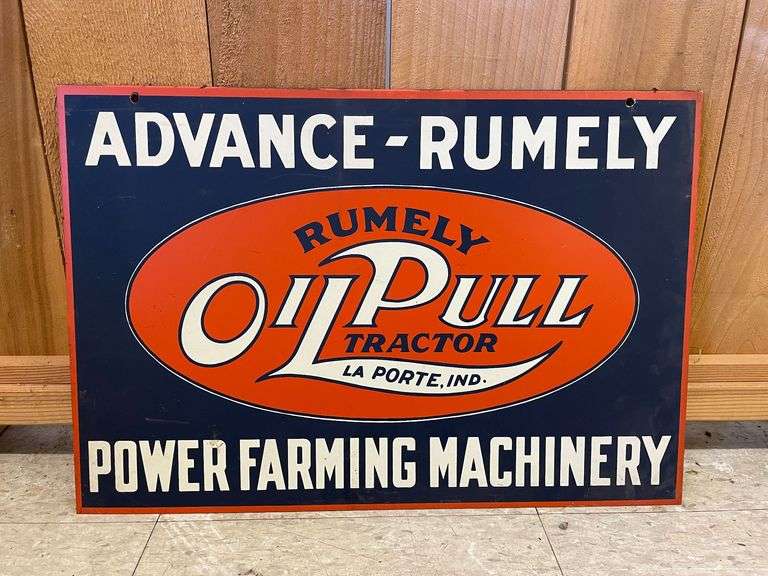 ADVANCE-RUMELY
RUMELY
OILPULL
TRACTOR
LA PORTE, IND.
POWER FARMING MACHINERY